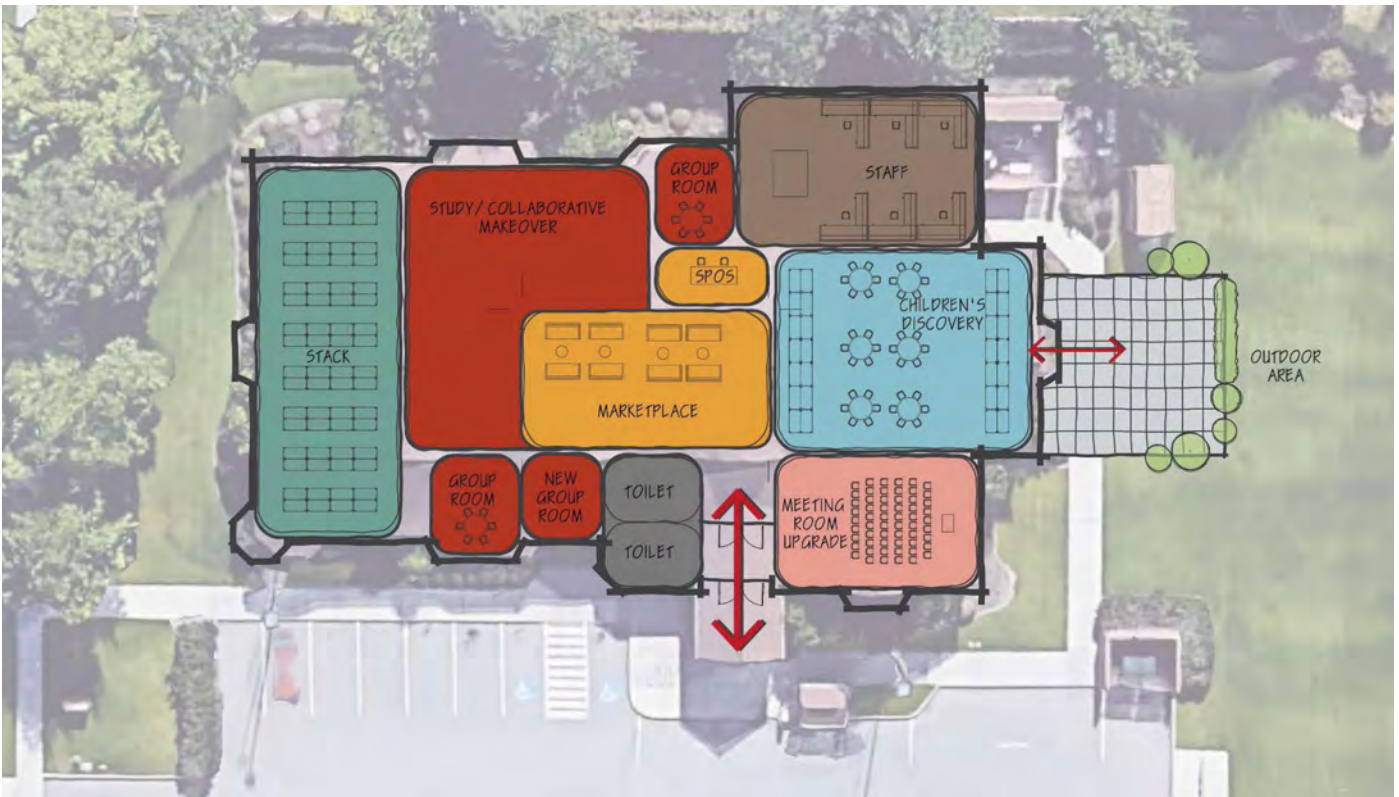 GROUP
ROOM
STAFF
STUDY/COLLABORATIVE
MAKEOVER
SPOS
CHILDREN'S
DISCOVERY
STACK
OUTDOOR
AREA
MARKETPLACE
GROUP
ROOM
NEW
GROUP
ROOM
TOILET
TOILET
MEETING
ROOM
UPGRADE